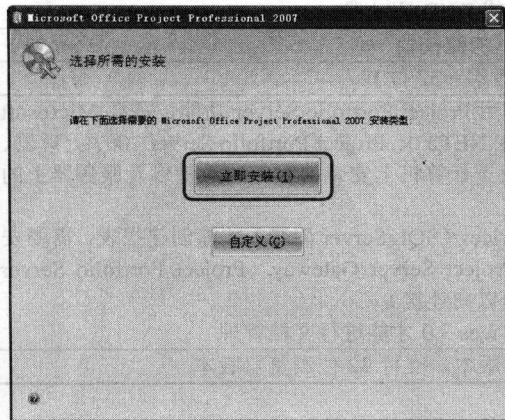 Microsoft Office Project Professional 2007
选择所需的安装
请在下面选择需要的 Microsoft Office Project Professional 2007 安装类型
立即安装(I)
自定义(C)